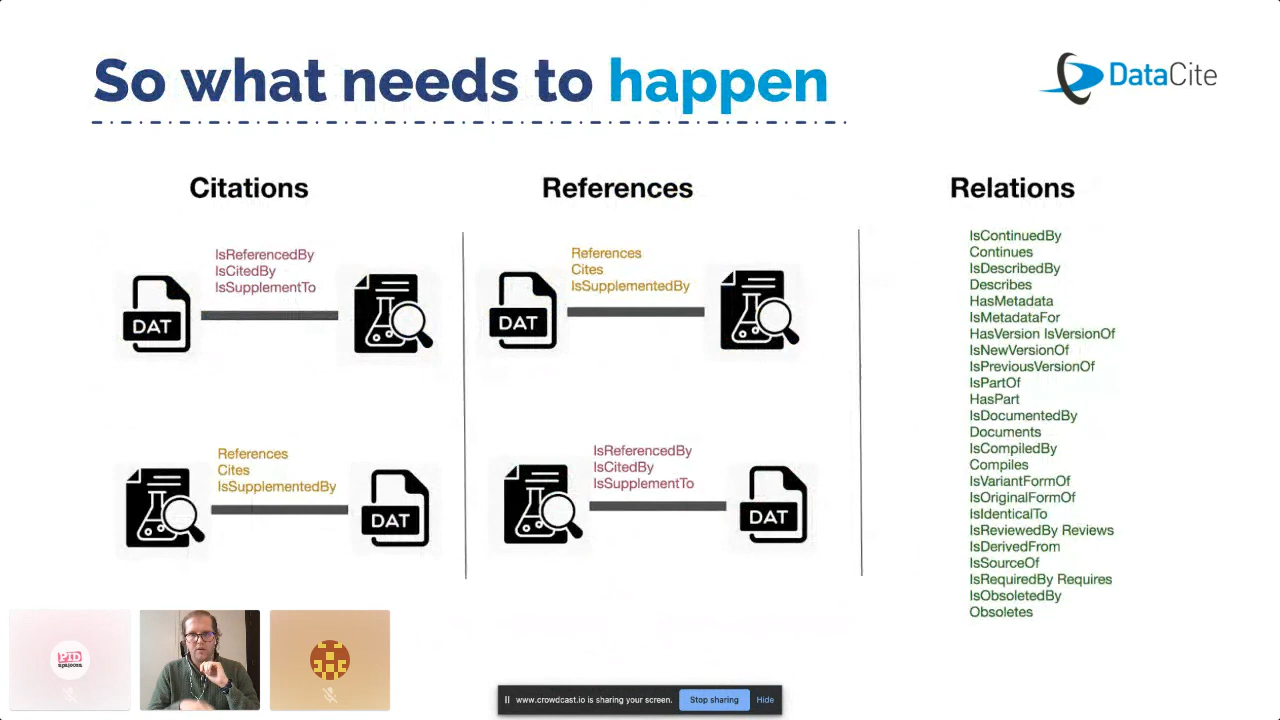 So what needs to happen
DataCite
Citations
References
Relations
IsReferencedBy
IsCitedBy
IsSupplementTo
DAT
References
Cites
IsSupplementedBy
DAT
References
Cites
IsSupplementedBy
DAT
IsReferencedBy
IsCitedBy
IsSupplementTo
DAT
IsContinuedBy
Continues
IsDescribedBy
Describes
HasMetadata
IsMetadataFor
HasVersion IsVersionOf
IsNewVersionOf
IsPreviousVersionOf
IsPartOf
HasPart
IsDocumentedBy
Documents
IsCompiledBy
Compiles
IsVariantFormOf
IsOriginalFormOf
IsIdenticalTo
IsReviewedBy Reviews
IsDerivedFrom
IsSourceOf
IsRequiredBy Requires
IsObsoletedBy
Obsoletes
PID
apalooza
www.crowdcast.io is sharing your screen.
Stop sharing
Hide